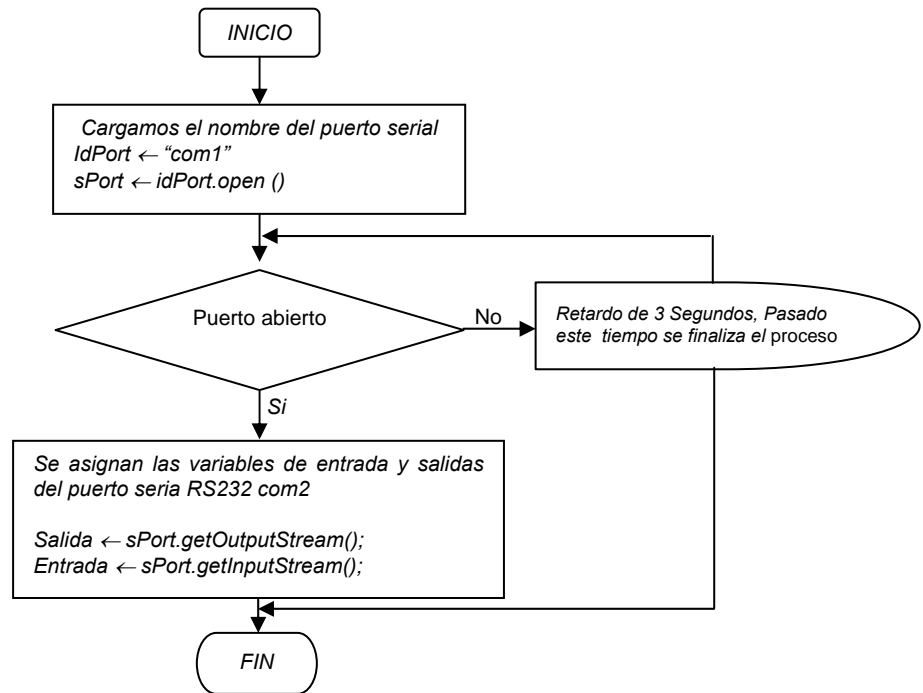 INICIO
Cargamos el nombre del puerto serial
IdPort ← “com1”
sPort ← idPort.open ()
Puerto abierto
No
Retardo de 3 Segundos, Pasado
este tiempo se finaliza el proceso
Si
Se asignan las variables de entrada y salidas
del puerto seria RS232 com2
Salida ← sPort.getOutputStream();
Entrada ← sPort.getInputStream();
FIN